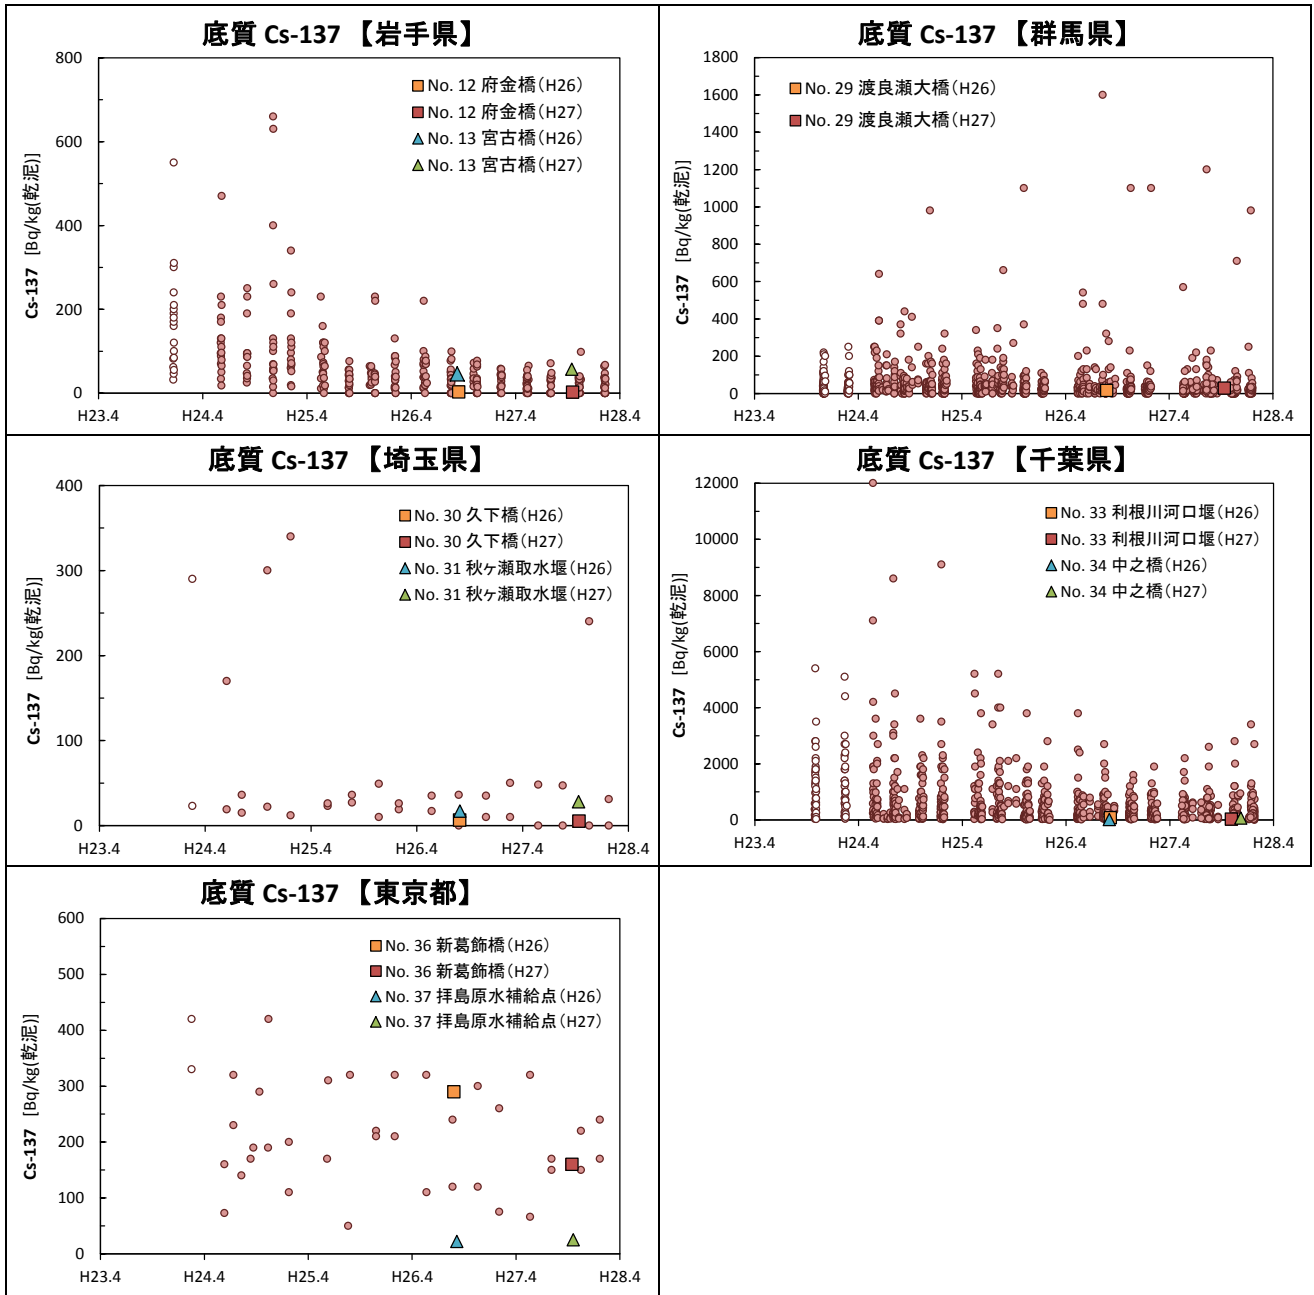 底質 Cs-137 【岩手県】
Cs-137 [Bq/kg(乾泥)]
800
600
400
200
0
H23.4 H24.4 H25.4 H26.4 H27.4 H28.4
No. 12 府金橋(H26)
No. 12 府金橋(H27)
No. 13 宮古橋(H26)
No. 13 宮古橋(H27)
底質 Cs-137 【群馬県】
Cs-137 [Bq/kg(乾泥)]
1800
1600
1400
1200
1000
800
600
400
200
0
H23.4 H24.4 H25.4 H26.4 H27.4 H28.4
No. 29 渡良瀬大橋(H26)
No. 29 渡良瀬大橋(H27)
底質 Cs-137 【埼玉県】
Cs-137 [Bq/kg(乾泥)]
400
300
200
100
0
H23.4 H24.4 H25.4 H26.4 H27.4 H28.4
No. 30 久下橋(H26)
No. 30 久下橋(H27)
No. 31 秋ヶ瀬取水堰(H26)
No. 31 秋ヶ瀬取水堰(H27)
底質 Cs-137 【千葉県】
Cs-137 [Bq/kg(乾泥)]
12000
10000
8000
6000
4000
2000
0
H23.4 H24.4 H25.4 H26.4 H27.4 H28.4
No. 33 利根川河口堰(H26)
No. 33 利根川河口堰(H27)
No. 34 中之橋(H26)
No. 34 中之橋(H27)
底質 Cs-137 【東京都】
Cs-137 [Bq/kg(乾泥)]
600
500
400
300
200
100
0
H23.4 H24.4 H25.4 H26.4 H27.4 H28.4
No. 36 新葛飾橋(H26)
No. 36 新葛飾橋(H27)
No. 37 拝島原水補給点(H26)
No. 37 拝島原水補給点(H27)